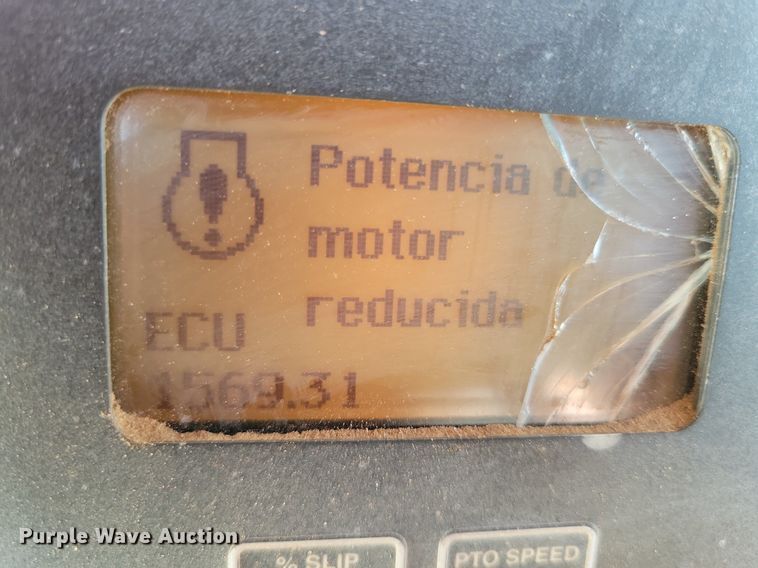 Potencia de
motor
reducida
ECU
1569.31
Purple Wave Auction
% SLIP
PTO SPEED